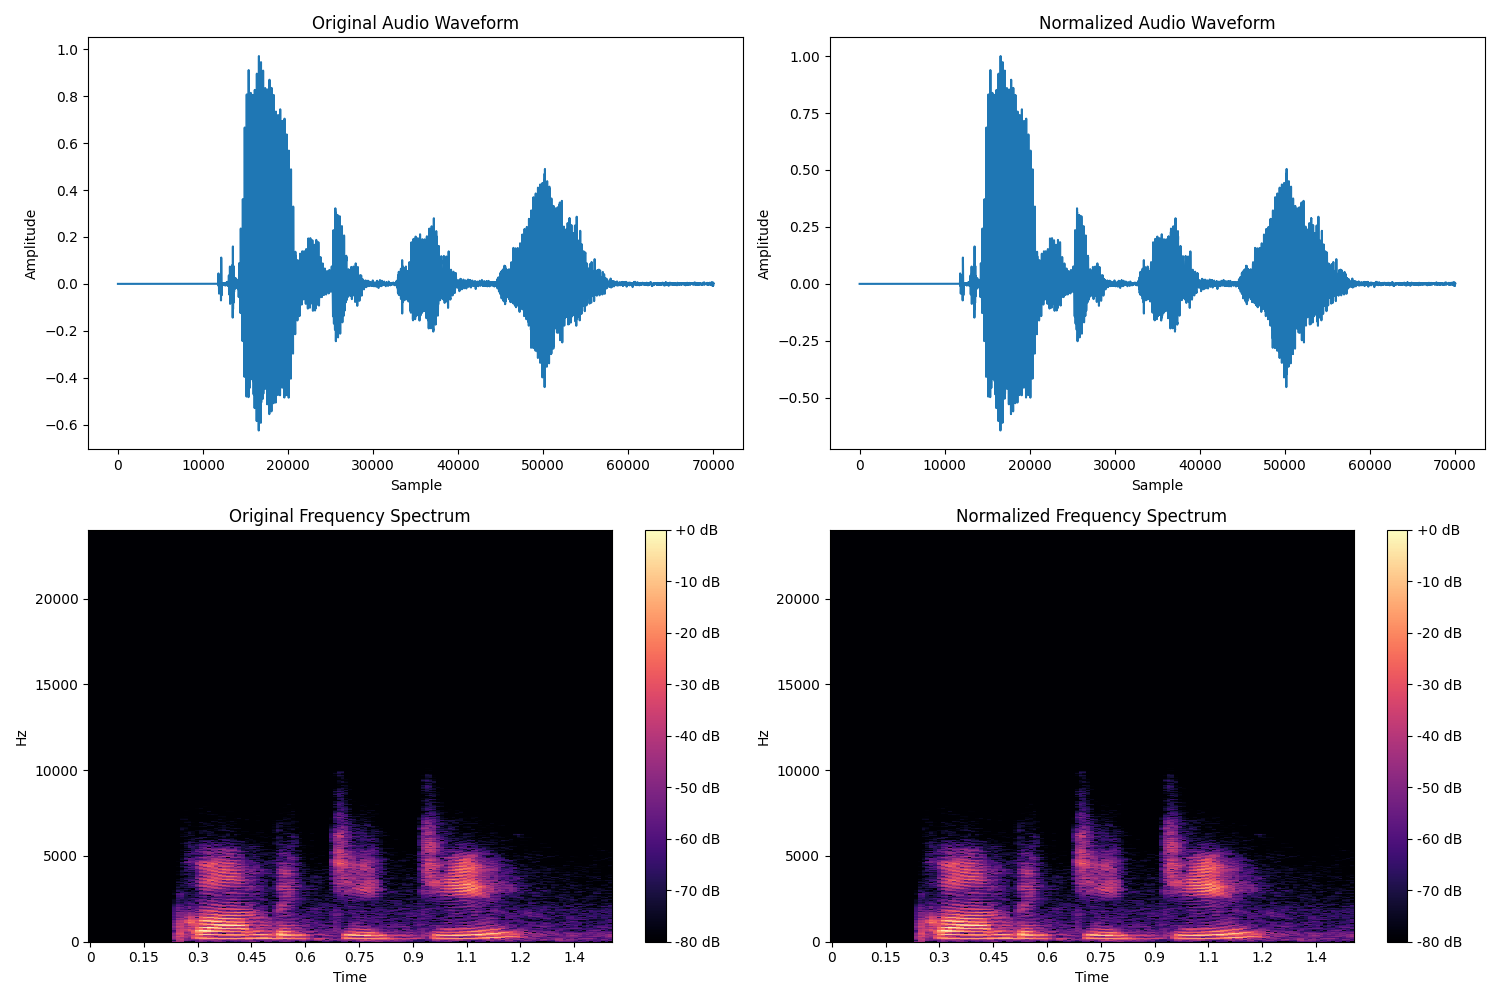 Original Audio Waveform
Amplitude
1.0
0.8
0.6
0.4
0.2
0.0
−0.2
−0.4
−0.6
0 10000 20000 30000 40000 50000 60000 70000
Sample
Normalized Audio Waveform
Amplitude
1.00
0.75
0.50
0.25
0.00
−0.25
−0.50
0 10000 20000 30000 40000 50000 60000 70000
Sample
Original Frequency Spectrum
Hz
20000
15000
10000
5000
0
0 0.15 0.3 0.45 0.6 0.75 0.9 1.1 1.2 1.4
Time
+0 dB
-10 dB
-20 dB
-30 dB
-40 dB
-50 dB
-60 dB
-70 dB
-80 dB
Normalized Frequency Spectrum
Hz
20000
15000
10000
5000
0
0 0.15 0.3 0.45 0.6 0.75 0.9 1.1 1.2 1.4
Time
+0 dB
-10 dB
-20 dB
-30 dB
-40 dB
-50 dB
-60 dB
-70 dB
-80 dB